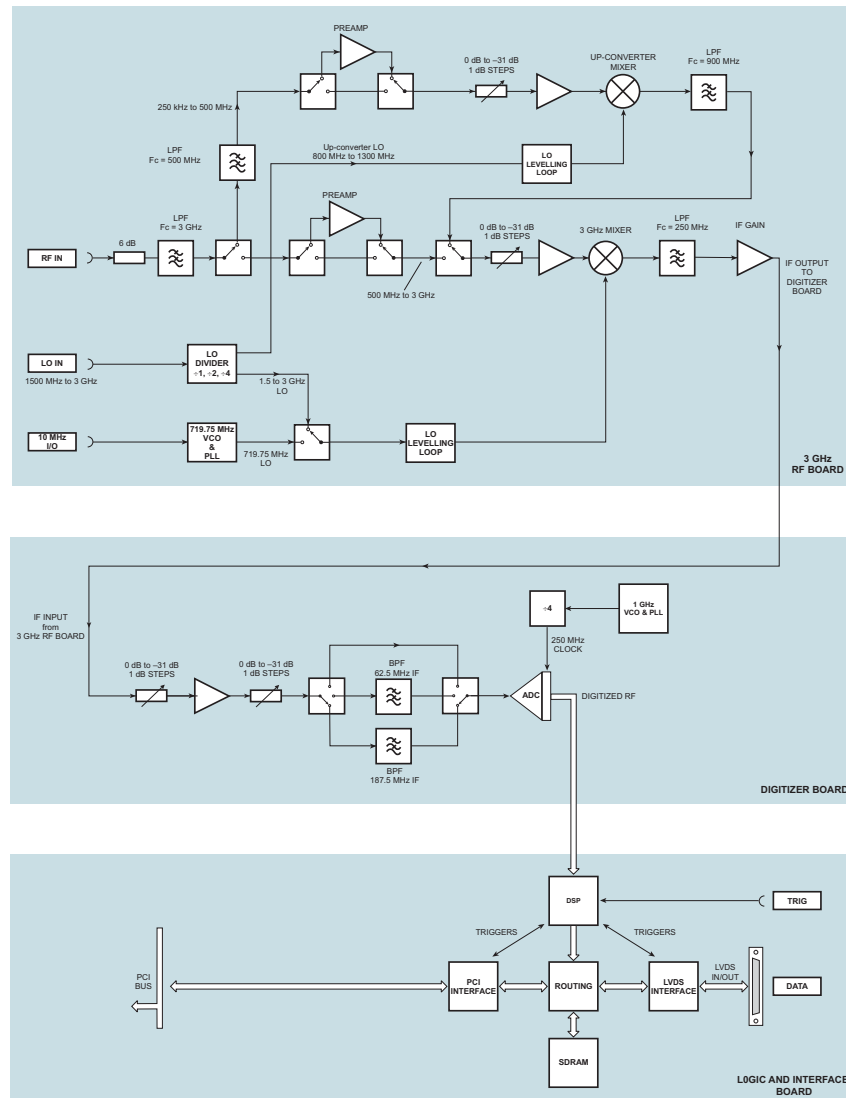 PREAMP
0 dB to –31 dB
1 dB STEPS
UP-CONVERTER
MIXER
LPF
Fc = 900 MHz
250 kHz to 500 MHz
LPF
Fc = 500 MHz
Up-converter LO
800 MHz to 1300 MHz
LO
LEVELLING
LOOP
PREAMP
LPF
Fc = 3 GHz
6 dB
RF IN
0 dB to –31 dB
1 dB STEPS
3 GHz MIXER
LPF
Fc = 250 MHz
IF GAIN
IF OUTPUT
TO
DIGITIZER
BOARD
500 MHz to 3 GHz
LO IN
1500 MHz to 3 GHz
LO
DIVIDER
÷1, ÷2, ÷4
1.5 to 3 GHz
LO
10 MHz
I/O
719.75 MHz
VCO
&
PLL
719.75 MHz
LO
LO
LEVELLING
LOOP
3 GHz
RF BOARD
IF INPUT
from
3 GHz RF BOARD
÷4
1 GHz
VCO & PLL
250 MHz
CLOCK
0 dB to –31 dB
1 dB STEPS
0 dB to –31 dB
1 dB STEPS
BPF
62.5 MHz IF
ADC
DIGITIZED RF
BPF
187.5 MHz IF
DIGITIZER BOARD
DSP
TRIG
TRIGGERS
TRIGGERS
PCI
BUS
PCI
INTERFACE
ROUTING
LVDS
INTERFACE
LVDS
IN/OUT
DATA
SDRAM
L0GIC AND INTERFACE
BOARD